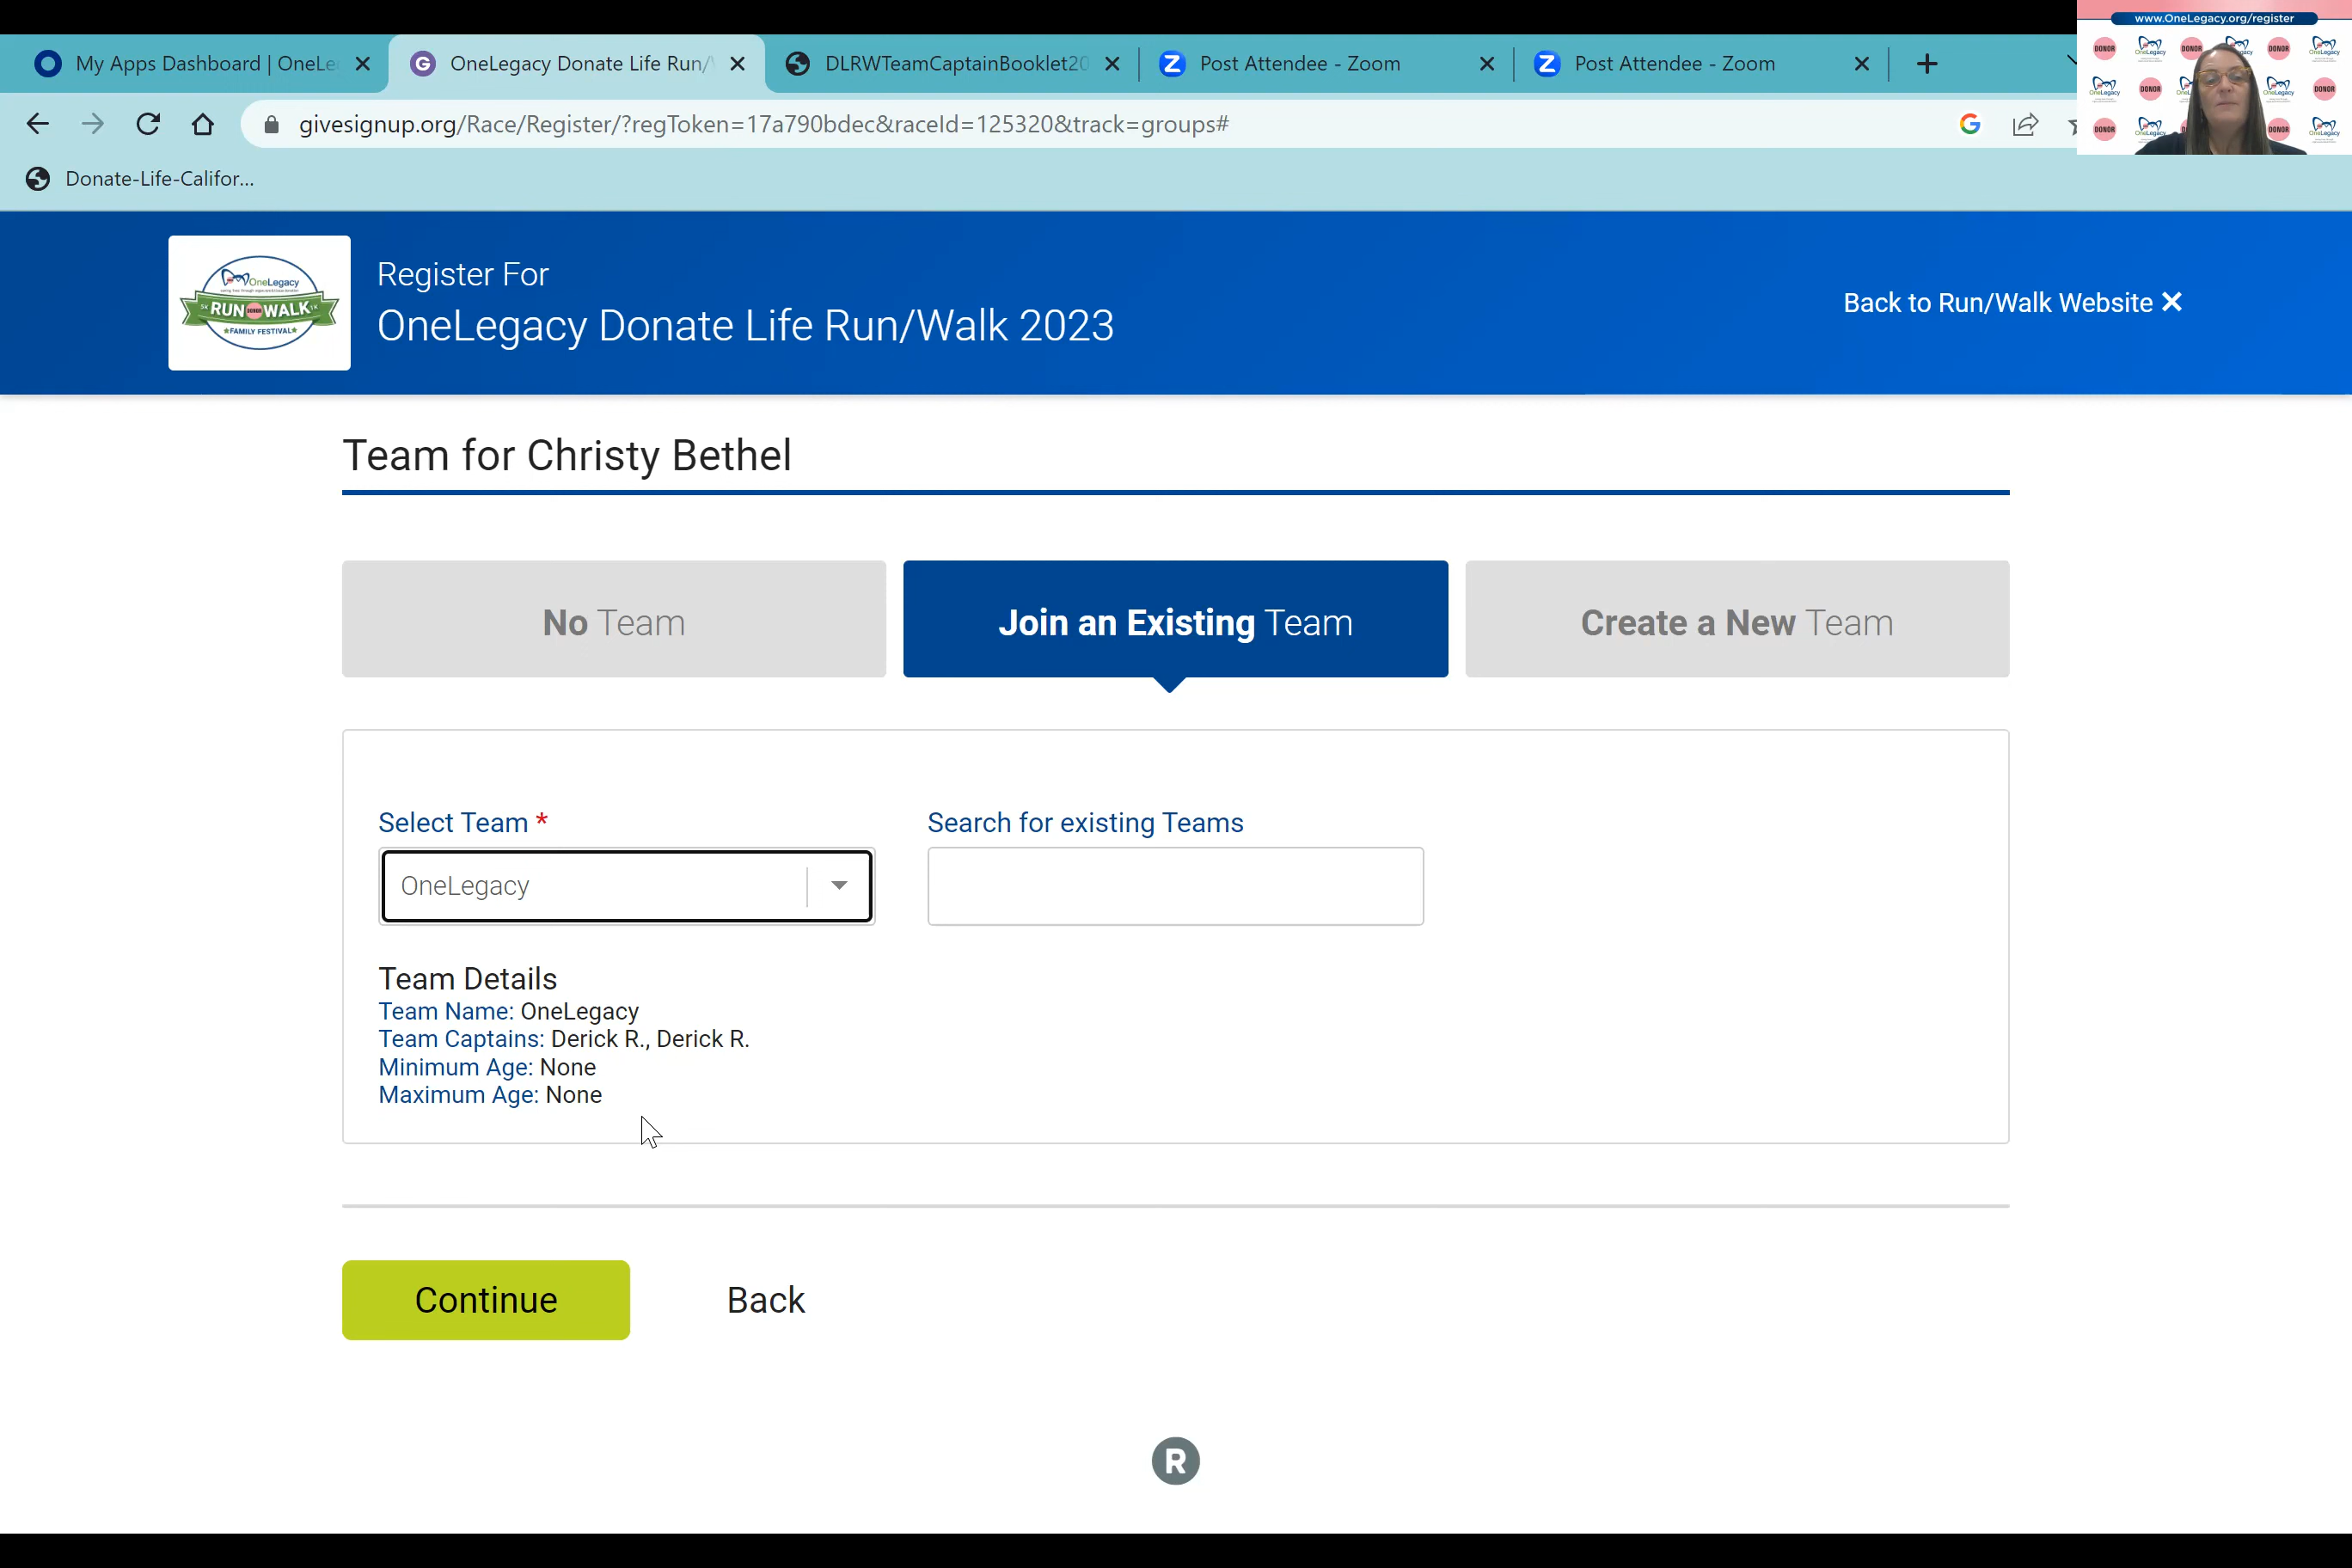 www.OneLegacy.org/register
My Apps Dashboard | OneLe
OneLegacy Donate Life Run/
DLRWTeamCaptainBooklet20
Post Attendee - Zoom
Post Attendee - Zoom
givesignup.org/Race/Register/?regToken=17a790bdec&raceId=125320&track=groups#
Donate-Life-Califor...
OneLegacy
5K RUN DONOR WALK 1K
★FAMILY FESTIVAL★
Register For
OneLegacy Donate Life Run/Walk 2023
Back to Run/Walk Website
Team for Christy Bethel
No Team
Join an Existing Team
Create a New Team
Select Team *
Search for existing Teams
OneLegacy
Team Details
Team Name: OneLegacy
Team Captains: Derick R., Derick R.
Minimum Age: None
Maximum Age: None
Continue
Back
R